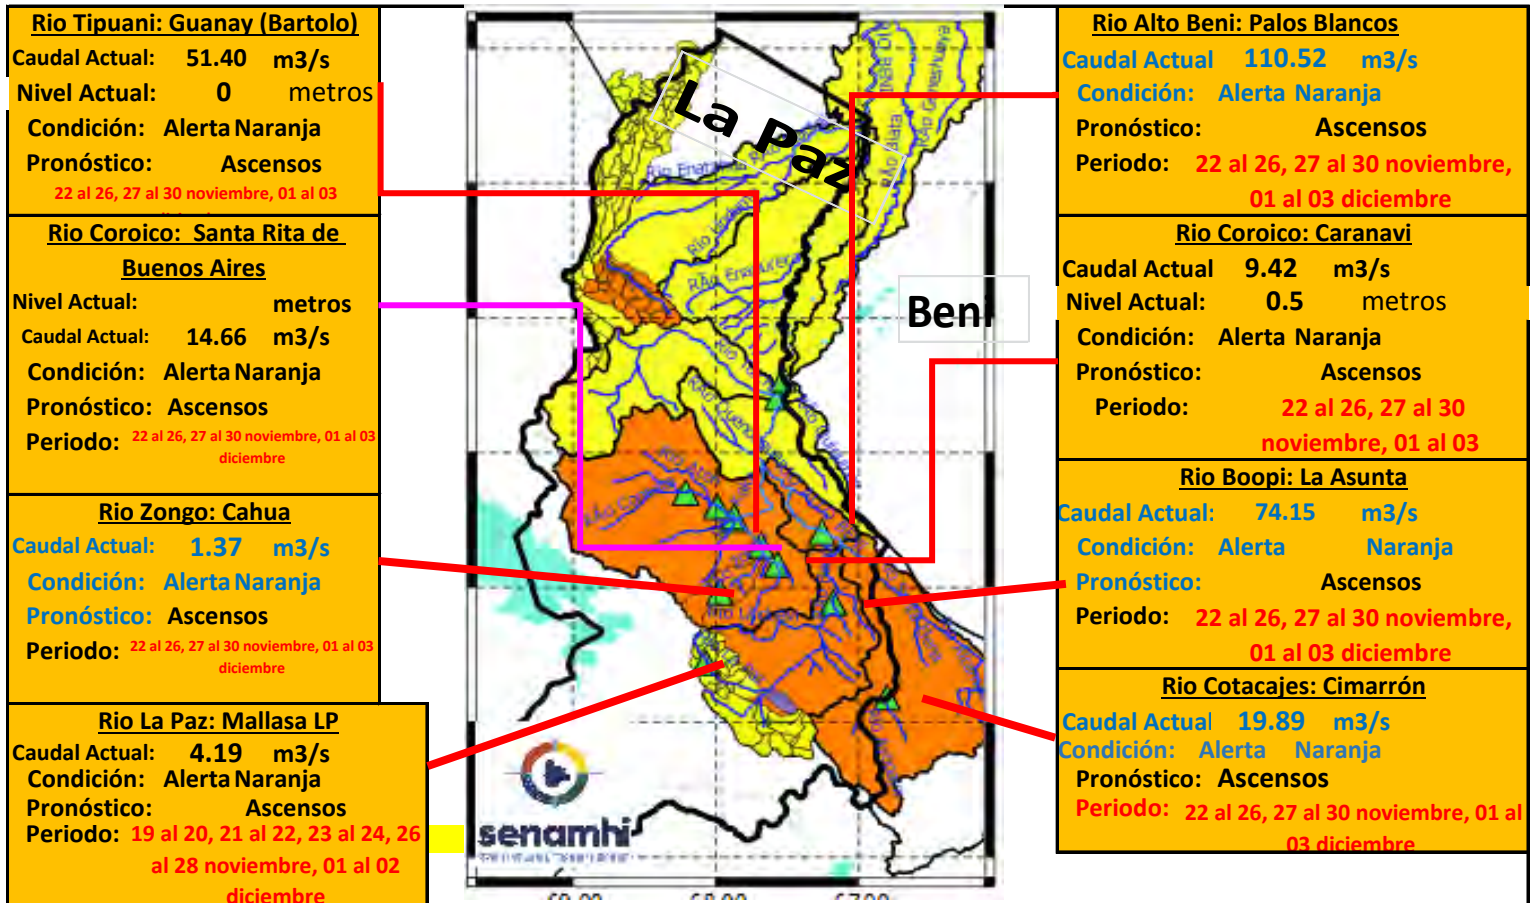 Rio Tipuani: Guanay (Bartolo)
Caudal Actual: 51.40 m3/s
Nivel Actual: 0 metros
Condición: Alerta Naranja
Pronóstico: Ascensos
22 al 26, 27 al 30 noviembre, 01 al 03
Rio Coroico: Santa Rita de
Buenos Aires
Nivel Actual: metros
Caudal Actual: 14.66 m3/s
Condición: Alerta Naranja
Pronóstico: Ascensos
Periodo: 22 al 26, 27 al 30 noviembre, 01 al 03
diciembre
Rio Zongo: Cahua
Caudal Actual: 1.37 m3/s
Condición: Alerta Naranja
Pronóstico: Ascensos
Periodo: 22 al 26, 27 al 30 noviembre, 01 al 03
diciembre
Rio La Paz: Mallasa LP
Caudal Actual: 4.19 m3/s
Condición: Alerta Naranja
Pronóstico: Ascensos
Periodo: 19 al 20, 21 al 22, 23 al 24, 26
al 28 noviembre, 01 al 02
diciembre
La Paz
Beni
senamhi
Rio Alto Beni: Palos Blancos
Caudal Actual 110.52 m3/s
Condición: Alerta Naranja
Pronóstico: Ascensos
Periodo: 22 al 26, 27 al 30 noviembre,
01 al 03 diciembre
Rio Coroico: Caranavi
Caudal Actual 9.42 m3/s
Nivel Actual: 0.5 metros
Condición: Alerta Naranja
Pronóstico: Ascensos
Periodo: 22 al 26, 27 al 30
noviembre, 01 al 03
Rio Boopi: La Asunta
Caudal Actual: 74.15 m3/s
Condición: Alerta Naranja
Pronóstico: Ascensos
Periodo: 22 al 26, 27 al 30 noviembre,
01 al 03 diciembre
Rio Cotacajes: Cimarrón
Caudal Actual 19.89 m3/s
Condición: Alerta Naranja
Pronóstico: Ascensos
Periodo: 22 al 26, 27 al 30 noviembre, 01 al
03 diciembre